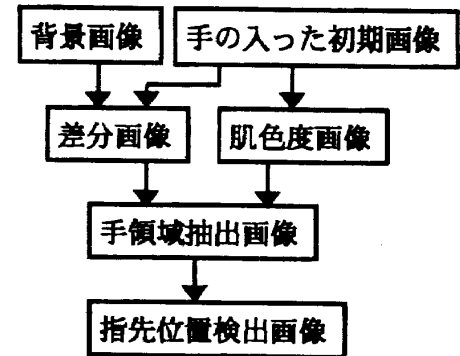 背景画像
手の入った初期画像
差分画像
肌色度画像
手領域抽出画像
指先位置検出画像